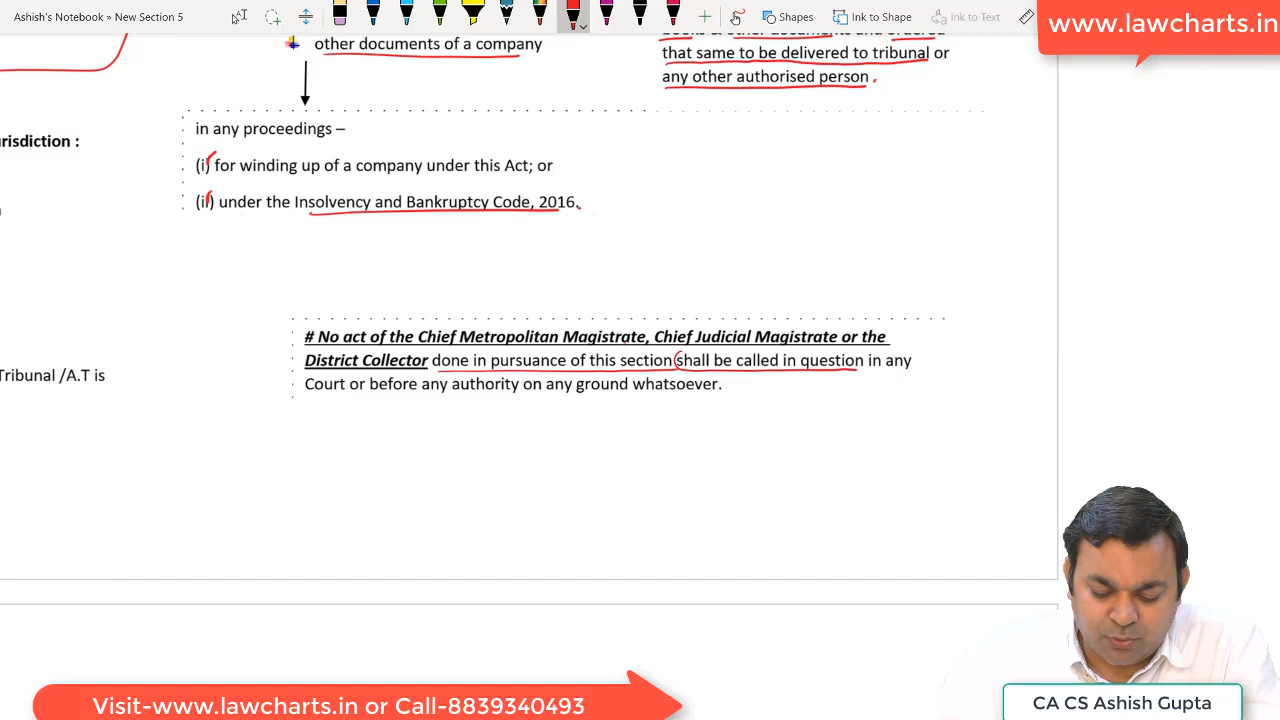 Ashish's Notebook » New Section 5
Shapes
Ink to Shape
Ink to Text
www.lawcharts.in
other documents of a company
that same to be delivered to tribunal or
any other authorised person .
in any proceedings –
urisdiction :
(i) for winding up of a company under this Act; or
(ii) under the Insolvency and Bankruptcy Code, 2016.
# No act of the Chief Metropolitan Magistrate, Chief Judicial Magistrate or the
District Collector done in pursuance of this section shall be called in question in any
Court or before any authority on any ground whatsoever.
Tribunal /A.T is
Visit-www.lawcharts.in or Call-8839340493
CA CS Ashish Gupta